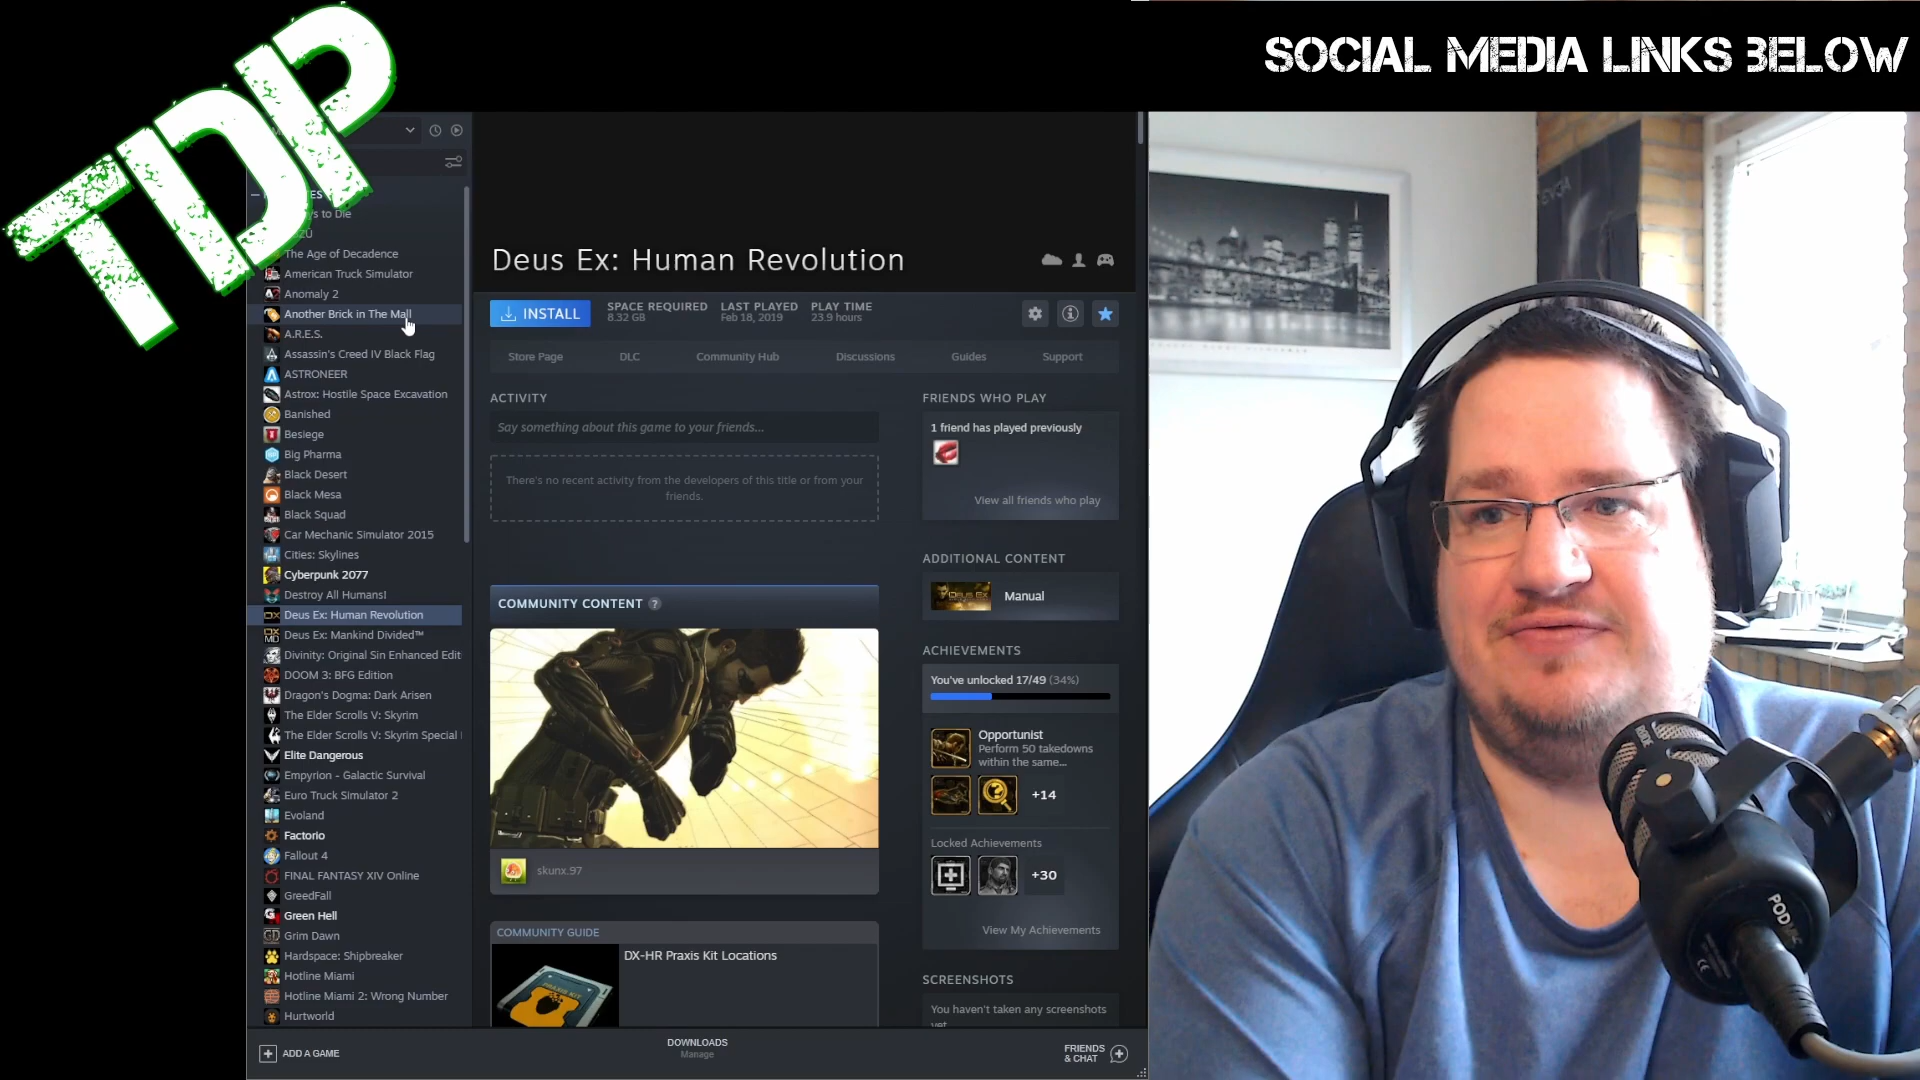 TDP
SOCIAL MEDIA LINKS BELOW
The Age of Decadence
American Truck Simulator
Anomaly 2
Another Brick in The Mall
A.R.E.S.
Assassin's Creed IV Black Flag
ASTRONEER
Astrox: Hostile Space Excavation
Banished
Besiege
Big Pharma
Black Desert
Black Mesa
Black Squad
Car Mechanic Simulator 2015
Cities: Skylines
Cyberpunk 2077
Destroy All Humans!
Deus Ex: Human Revolution
Deus Ex: Mankind Divided™
Divinity: Original Sin Enhanced Edit
DOOM 3: BFG Edition
Dragon's Dogma: Dark Arisen
The Elder Scrolls V: Skyrim
The Elder Scrolls V: Skyrim Special
Elite Dangerous
Empyrion - Galactic Survival
Euro Truck Simulator 2
Evoland
Factorio
Fallout 4
FINAL FANTASY XIV Online
GreedFall
Green Hell
Grim Dawn
Hardspace: Shipbreaker
Hotline Miami
Hotline Miami 2: Wrong Number
Hurtworld
Deus Ex: Human Revolution
INSTALL
SPACE REQUIRED
8.32 GB
LAST PLAYED
Feb 18, 2019
PLAY TIME
23.9 hours
Store Page DLC Community Hub Discussions Guides Support
ACTIVITY
Say something about this game to your friends...
There's no recent activity from the developers of this title or from your
friends.
COMMUNITY CONTENT ?
skunx.97
COMMUNITY GUIDE
DX-HR Praxis Kit Locations
PRAXIS KIT
FRIENDS WHO PLAY
1 friend has played previously
View all friends who play
ADDITIONAL CONTENT
DEUS EX
Manual
ACHIEVEMENTS
You've unlocked 17/49 (34%)
Opportunist
Perform 50 takedowns
within the same...
+14
Locked Achievements
+30
View My Achievements
SCREENSHOTS
You haven't taken any screenshots
yet
ADD A GAME
DOWNLOADS
Manage
FRIENDS
& CHAT
RODE